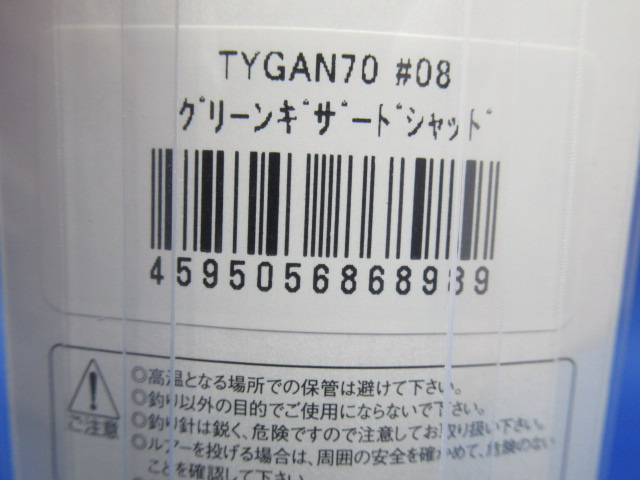 TYGAN70 #08
ｸﾞﾘｰﾝｷﾞｻﾞｰﾄﾞｼｬｯﾄﾞ
4595056868989
◎高温となる場所での保管は避けて下さい。
◎釣り以外の目的でご使用にならないで下さい。
◎釣り針は鋭く、危険ですので注意してお取り扱い下さい。
ご注意
◎ルアーを投げる場合は、周囲の安全を確かめて、危険のない
ことを確認して下さい。